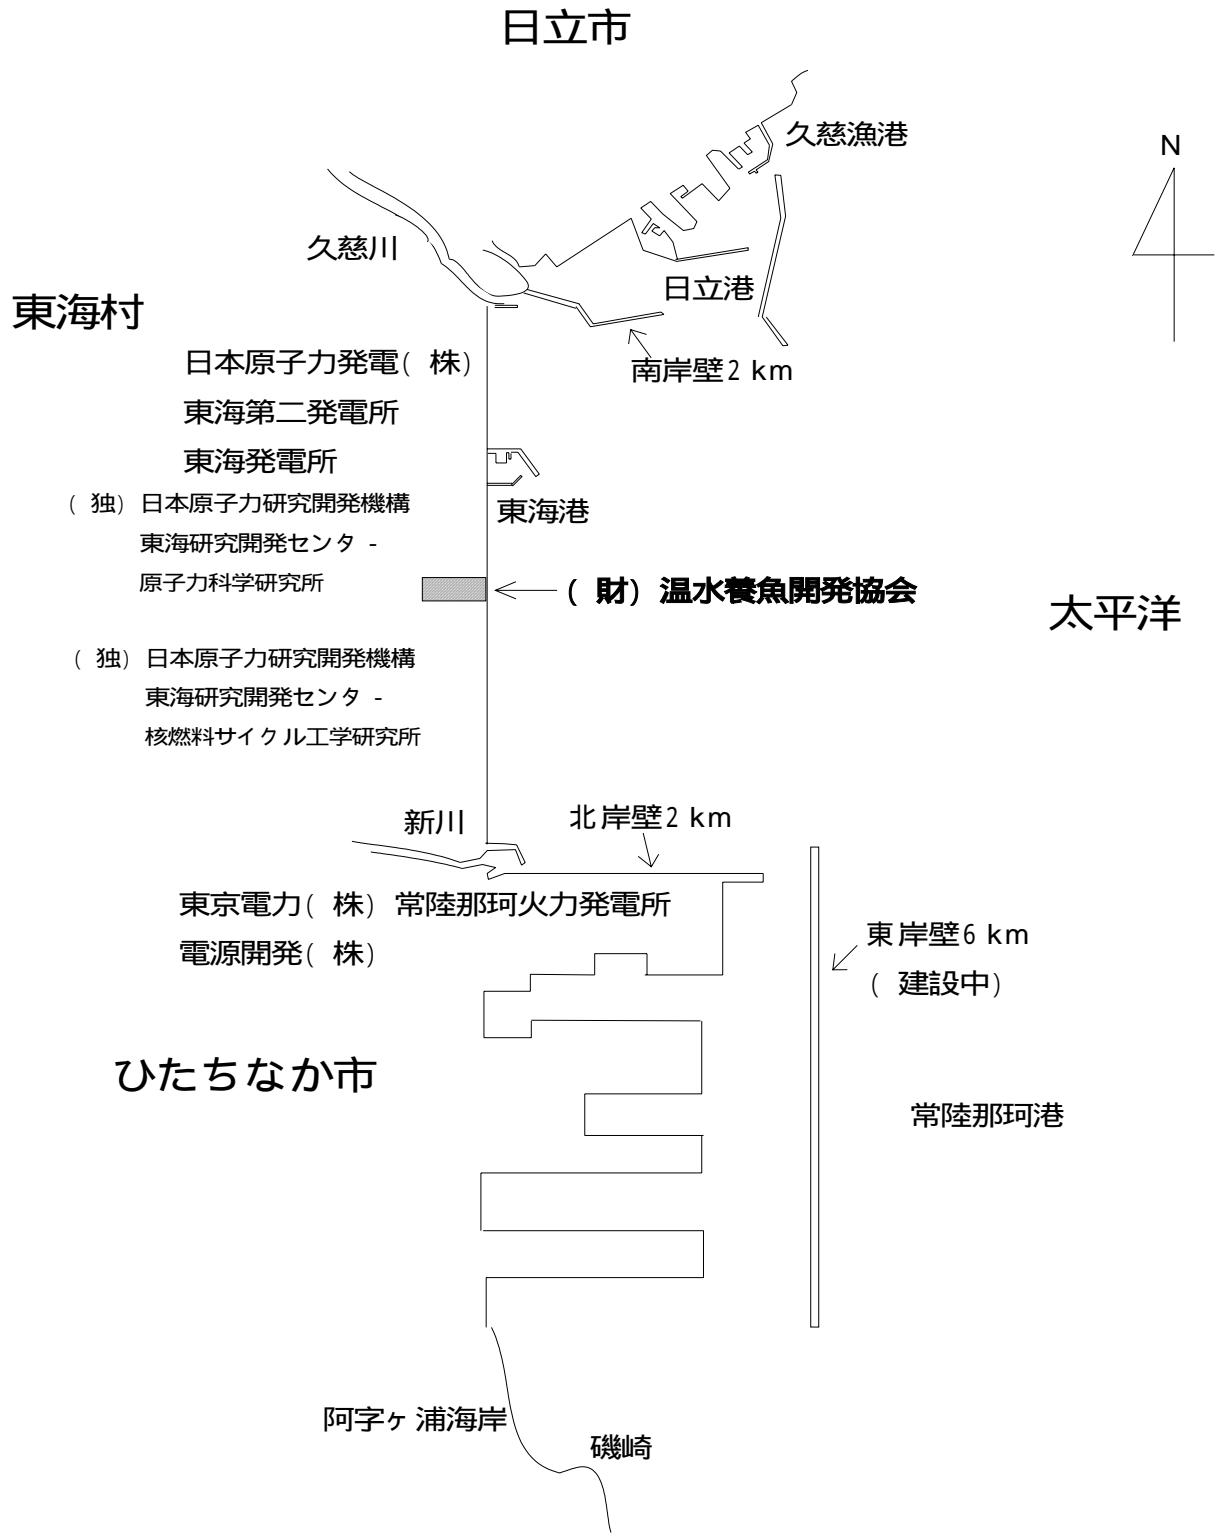 日立市
久慈漁港
N
久慈川
日立港
東海村
日本原子力発電(株)
南岸壁2 km
東海第二発電所
東海発電所
(独)日本原子力研究開発機構
東海港
東海研究開発センタ-
原子力科学研究所
(財)温水養魚開発協会
太平洋
(独)日本原子力研究開発機構
東海研究開発センタ-
核燃料サイクル工学研究所
新川
北岸壁2 km
東京電力(株)常陸那珂火力発電所
東岸壁6 km
電源開発(株)
(建設中)
ひたちなか市
常陸那珂港
阿字ヶ浦海岸
磯崎